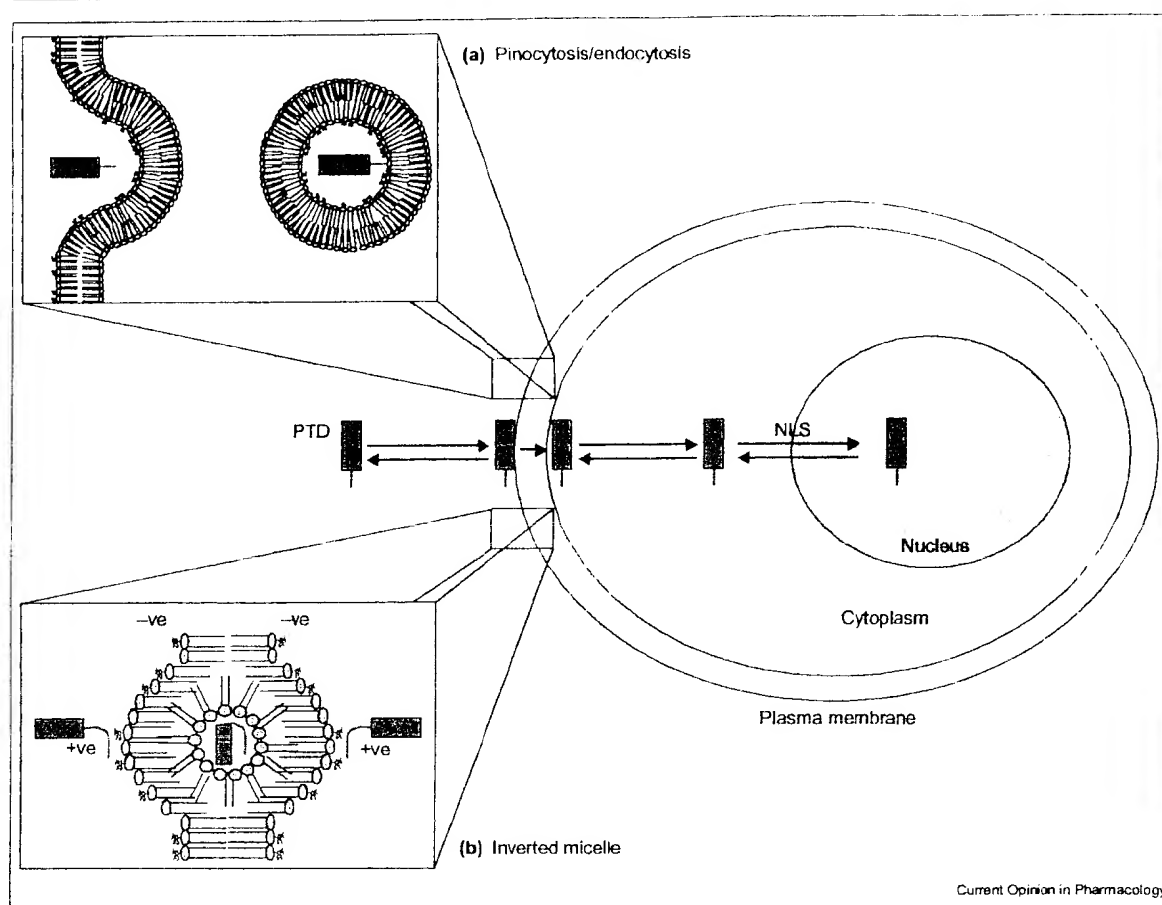 (a) Pinocytosis/endocytosis
PTD
NLS
Nucleus
Cytoplasm
Plasma membrane
–ve –ve
+ve +ve
(b) Inverted micelle
Current Opinion in Pharmacology